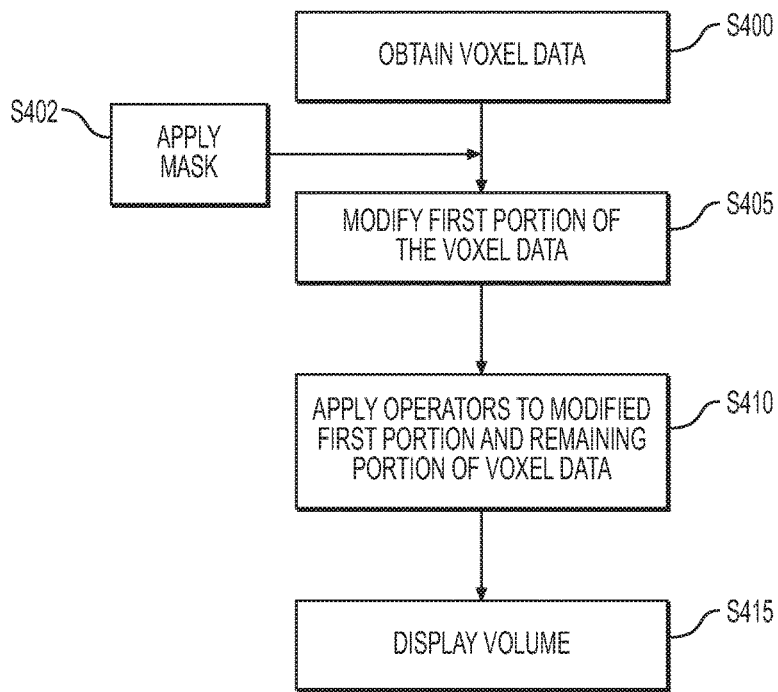 OBTAIN VOXEL DATA
S400
S402
APPLY
MASK
MODIFY FIRST PORTION OF
THE VOXEL DATA
S405
APPLY OPERATORS TO MODIFIED
FIRST PORTION AND REMAINING
PORTION OF VOXEL DATA
S410
DISPLAY VOLUME
S415